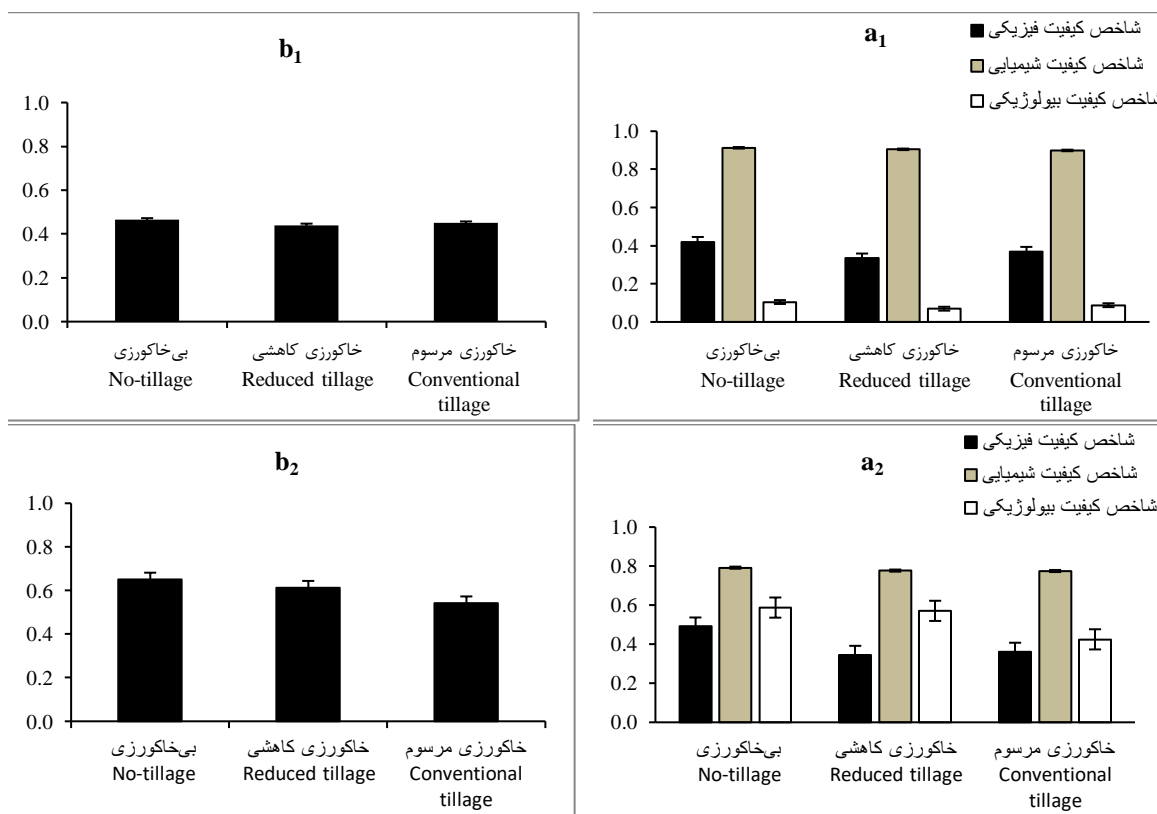 b1
1.0
0.8
0.6
0.4
0.2
0.0
بی‌خاکورزی
خاکورزی کاهشی
خاکورزی مرسوم
No-tillage
Reduced tillage
Conventional
tillage
a1
شاخص کیفیت فیزیکی
شاخص کیفیت شیمیایی
شاخص کیفیت بیولوژیکی
1.0
0.8
0.6
0.4
0.2
0.0
بی‌خاکورزی
خاکورزی کاهشی
خاکورزی مرسوم
No-tillage
Reduced tillage
Conventional
tillage
b2
1.0
0.8
0.6
0.4
0.2
0.0
بی‌خاکورزی
خاکورزی کاهشی
خاکورزی مرسوم
No-tillage
Reduced tillage
Conventional
tillage
a2
شاخص کیفیت فیزیکی
شاخص کیفیت شیمیایی
شاخص کیفیت بیولوژیکی
1.0
0.8
0.6
0.4
0.2
0.0
بی‌خاکورزی
خاکورزی کاهشی
خاکورزی مرسوم
No-tillage
Reduced tillage
Conventional
tillage